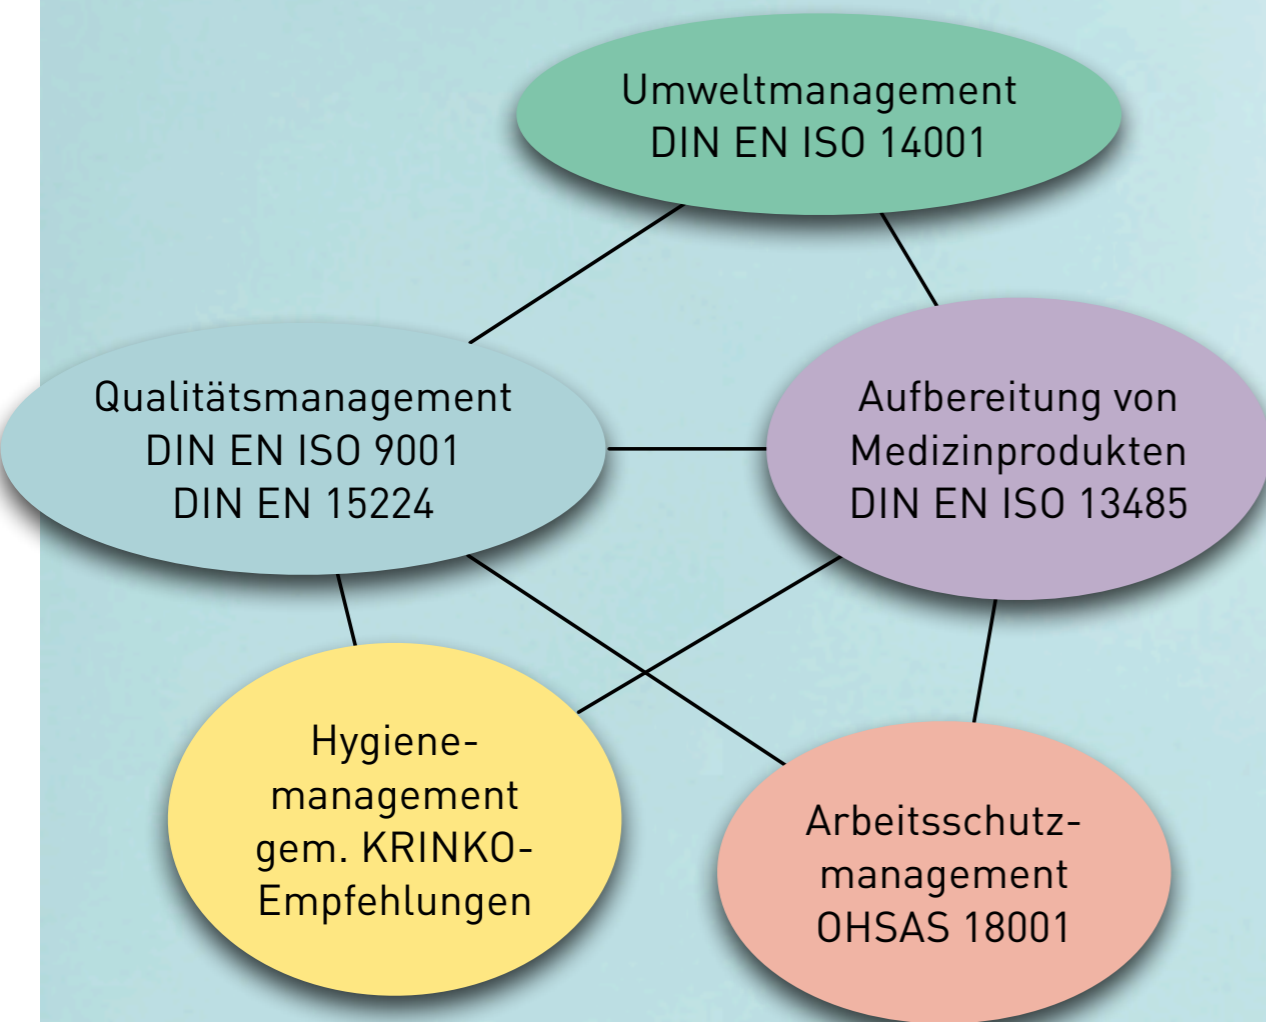 Umweltmanagement
DIN EN ISO 14001
Qualitätsmanagement
DIN EN ISO 9001
DIN EN 15224
Aufbereitung von
Medizinprodukten
DIN EN ISO 13485
Hygiene-
management
gem. KRINKO-
Empfehlungen
Arbeitsschutz-
management
OHSAS 18001